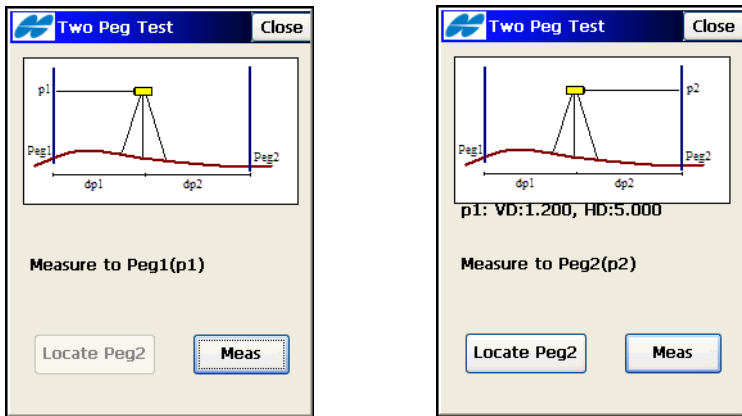 Two Peg Test Close
p1
Peg1
Peg2
dp1 dp2
Measure to Peg1(p1)
Locate Peg2 Meas
Two Peg Test Close
p2
Peg1
Peg2
dp1 dp2
p1: VD:1.200, HD:5.000
Measure to Peg2(p2)
Locate Peg2 Meas